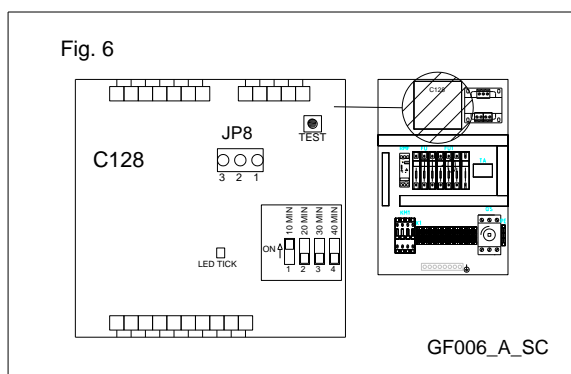 Fig. 6
C128
JP8
3 2 1
TEST
LED TICK
ON
10 MIN
20 MIN
30 MIN
40 MIN
1 2 3 4
C128
GF006_A_SC